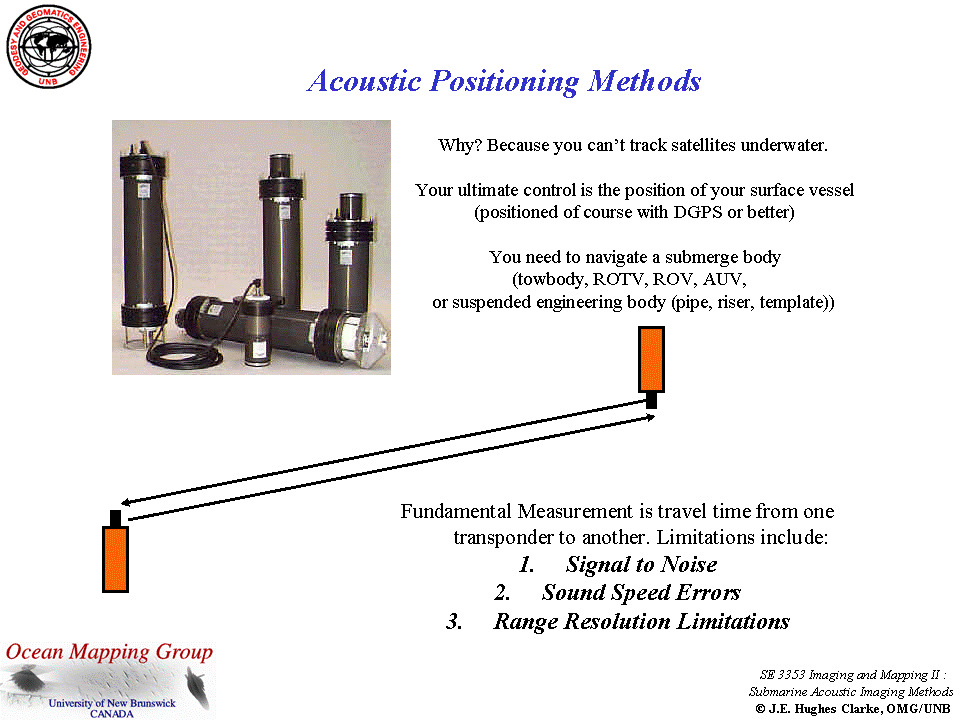 GEODESY AND GEOMATICS ENGINEERING
UNB
Acoustic Positioning Methods
Why? Because you can't track satellites underwater.
Your ultimate control is the position of your surface vessel
(positioned of course with DGPS or better)
You need to navigate a submerge body
(towbody, ROTV, ROV, AUV,
or suspended engineering body (pipe, riser, template))
Fundamental Measurement is travel time from one
transponder to another. Limitations include:
1. Signal to Noise
2. Sound Speed Errors
3. Range Resolution Limitations
Ocean Mapping Group
University of New Brunswick
CANADA
SE 3353 Imaging and Mapping II :
Submarine Acoustic Imaging Methods
© J.E. Hughes Clarke, OMG/UNB